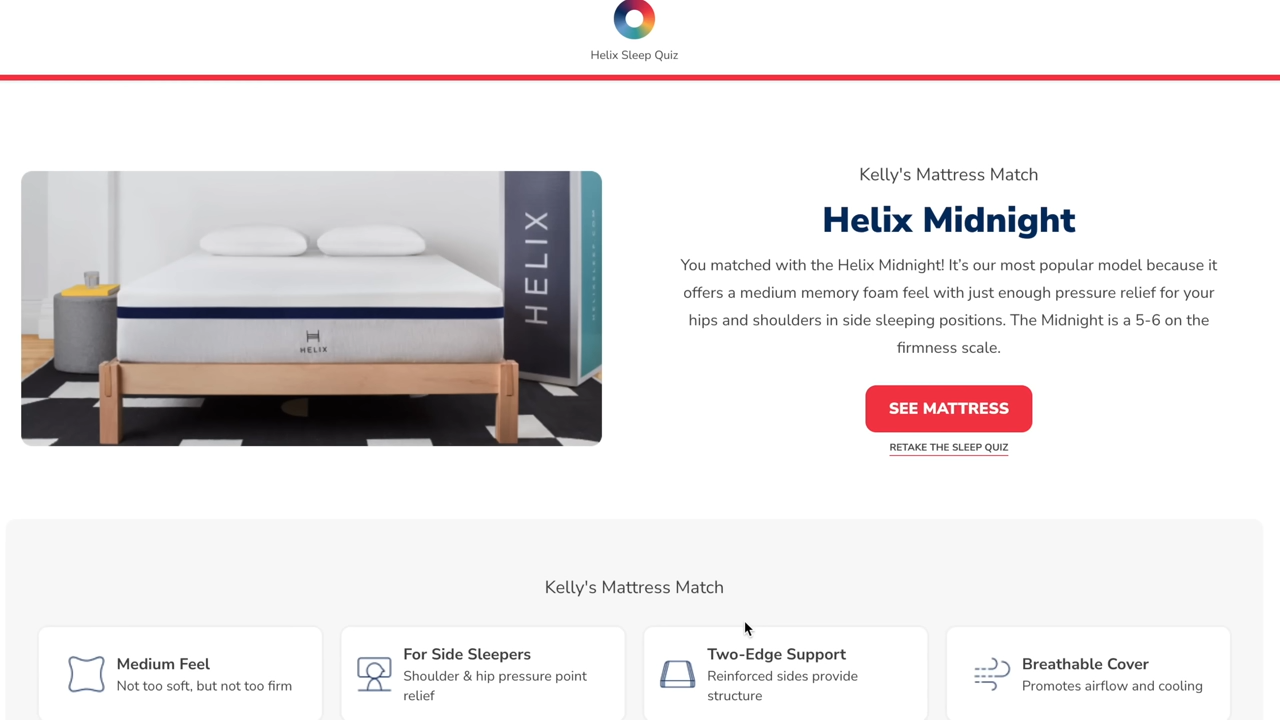 Helix Sleep Quiz
HELIX
HELIX
Kelly's Mattress Match
Helix Midnight
You matched with the Helix Midnight! It’s our most popular model because it
offers a medium memory foam feel with just enough pressure relief for your
hips and shoulders in side sleeping positions. The Midnight is a 5-6 on the
firmness scale.
SEE MATTRESS
RETAKE THE SLEEP QUIZ
Kelly's Mattress Match
Medium Feel
Not too soft, but not too firm
For Side Sleepers
Shoulder & hip pressure point
relief
Two-Edge Support
Reinforced sides provide
structure
Breathable Cover
Promotes airflow and cooling